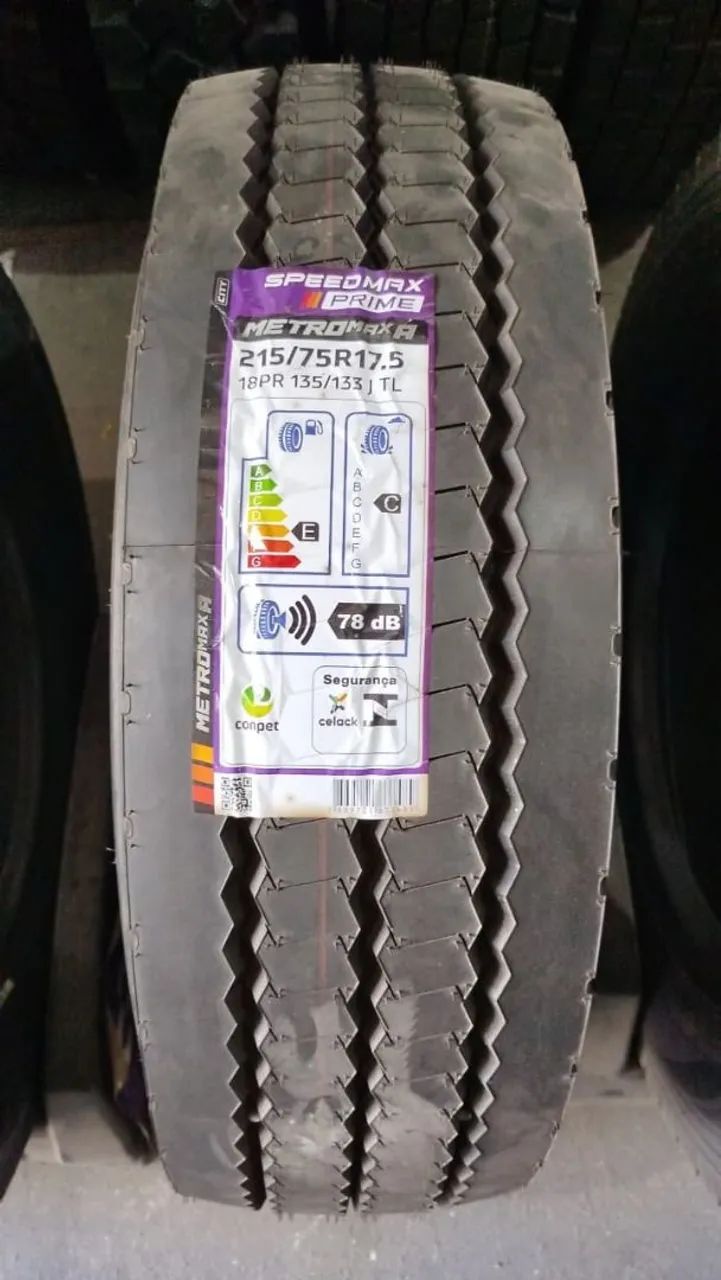 CITY
SPEEDMAX
PRIME
METROMAX A
215/75R17.5
18PR 135/133 J TL
A
B
C
D
G
E
A
B
C
D
E
F
G
C
78 dB
METROMAX A
conpet
Segurança
celack